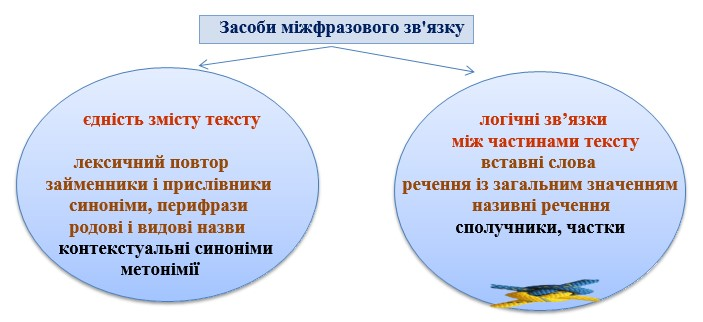 Засоби міжфразового зв'язку
єдність змісту тексту
лексичний повтор
займенники і прислівники
синоніми, перифрази
родові і видові назви
контекстуальні синоніми
метонімії
логічні зв’язки
між частинами тексту
вставні слова
речення із загальним значенням
називні речення
сполучники, частки